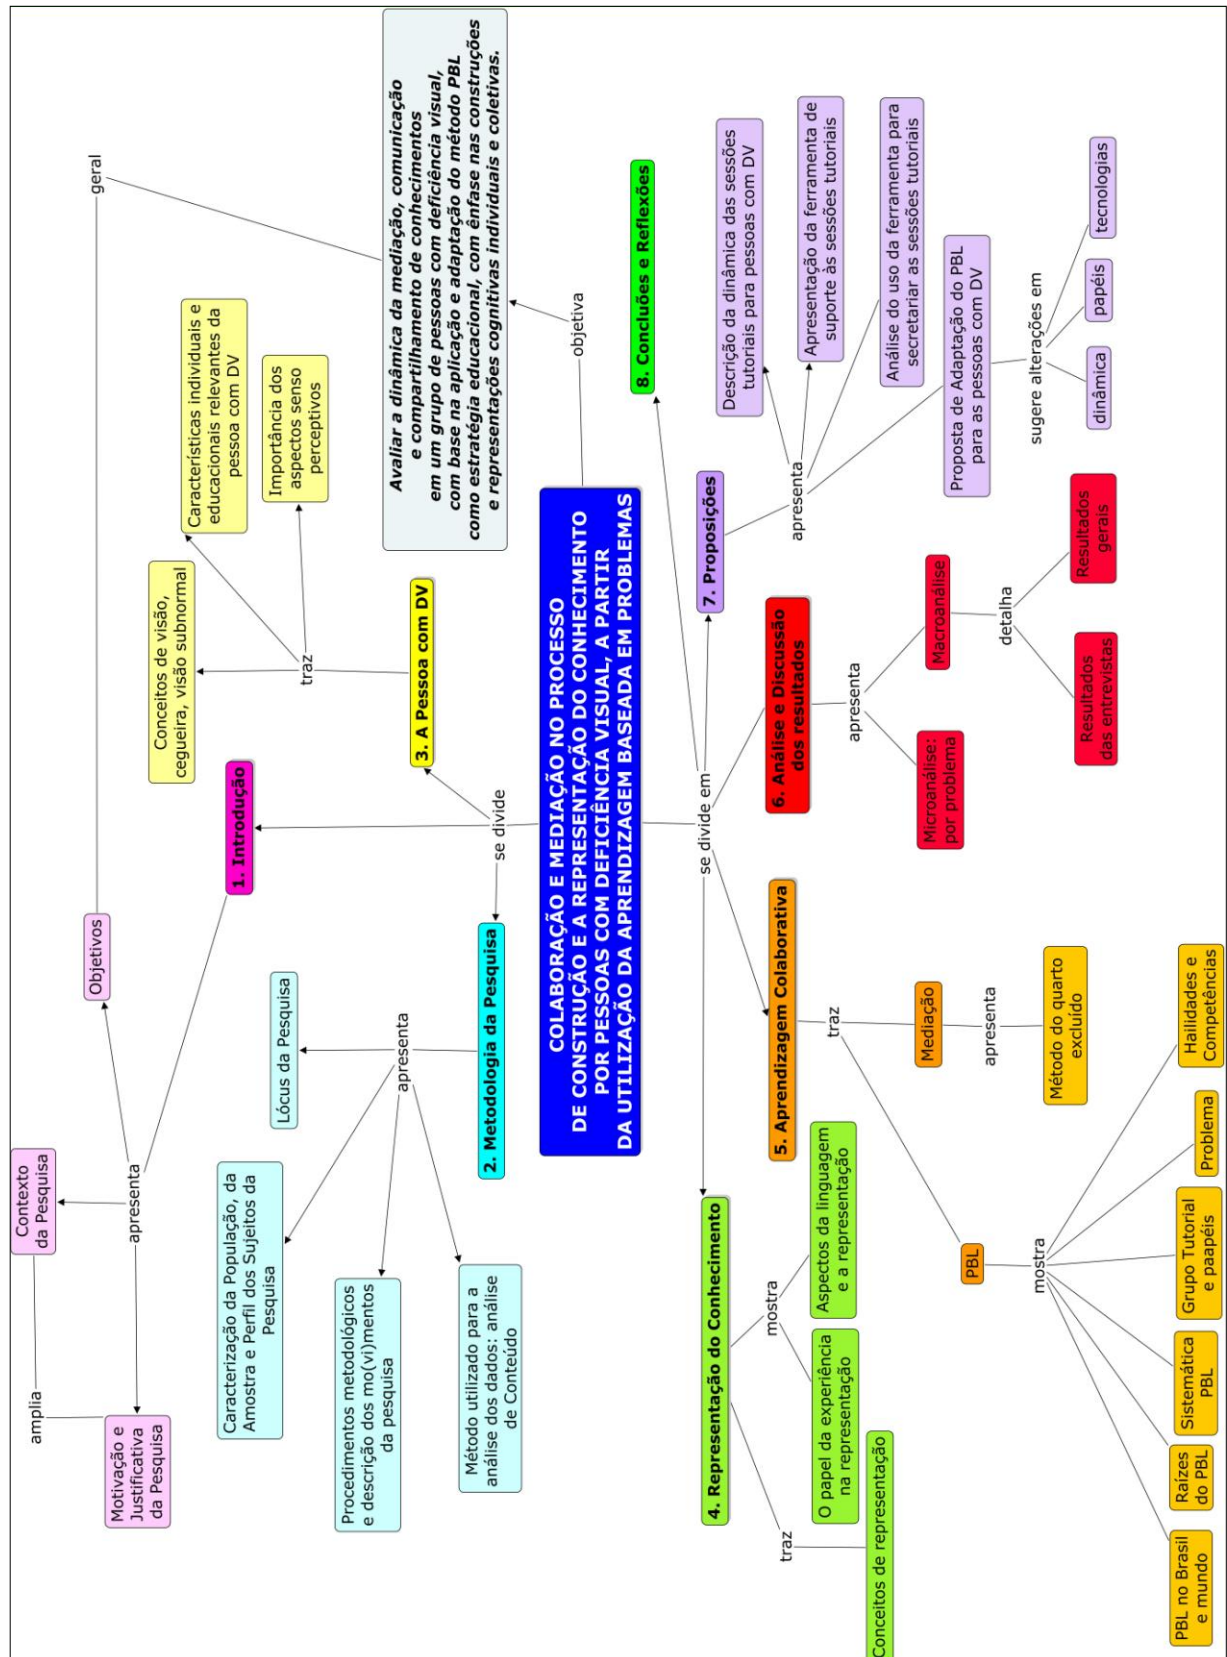 Contexto
da Pesquisa
amplia
Motivação e
Justificativa
da Pesquisa
apresenta
Objetivos
geral
1. Introdução
Caracterização da População, da
Amostra e Perfil dos Sujeitos da
Pesquisa
Lócus da Pesquisa
Procedimentos metodológicos
e descrição dos mo(vi)mentos
da pesquisa
apresenta
Método utilizado para a
análise dos dados: análise
de Conteúdo
2. Metodologia da Pesquisa
Conceitos de visão,
cegueira, visão subnormal
Características individuais e
educacionais relevantes da
pessoa com DV
Importância dos
aspectos senso
perceptivos
traz
3. A Pessoa com DV
se divide
Avaliar a dinâmica da mediação, comunicação
e compartilhamento de conhecimentos
em um grupo de pessoas com deficiência visual,
com base na aplicação e adaptação do método PBL
como estratégia educacional, com ênfase nas construções
e representações cognitivas individuais e coletivas.
objetiva
COLABORAÇÃO E MEDIAÇÃO NO PROCESSO
DE CONSTRUÇÃO E A REPRESENTAÇÃO DO CONHECIMENTO
POR PESSOAS COM DEFICIÊNCIA VISUAL, A PARTIR
DA UTILIZAÇÃO DA APRENDIZAGEM BASEADA EM PROBLEMAS
8. Concluões e Reflexões
se divide em
4. Representação do Conhecimento
mostra
Aspectos da linguagem
e a representação
O papel da experiência
na representação
traz
Conceitos de representação
5. Aprendizagem Colaborativa
traz
Mediação
apresenta
Método do quarto
excluído
PBL
mostra
PBL no Brasil
e mundo
Raízes
do PBL
Sistemática
PBL
Grupo Tutorial
e paapéis
Problema
Hailidades e
Competências
6. Análise e Discussão
dos resultados
apresenta
Microanálise:
por problema
Macroanálise
detalha
Resultados
das entrevistas
Resultados
gerais
7. Proposições
apresenta
Descrição da dinâmica das sessões
tutoriais para pessoas com DV
Apresentação da ferramenta de
suporte às sessões tutoriais
Análise do uso da ferramenta para
secretariar as sessões tutoriais
Proposta de Adaptação do PBL
para as pessoas com DV
sugere alterações em
dinâmica
papéis
tecnologias